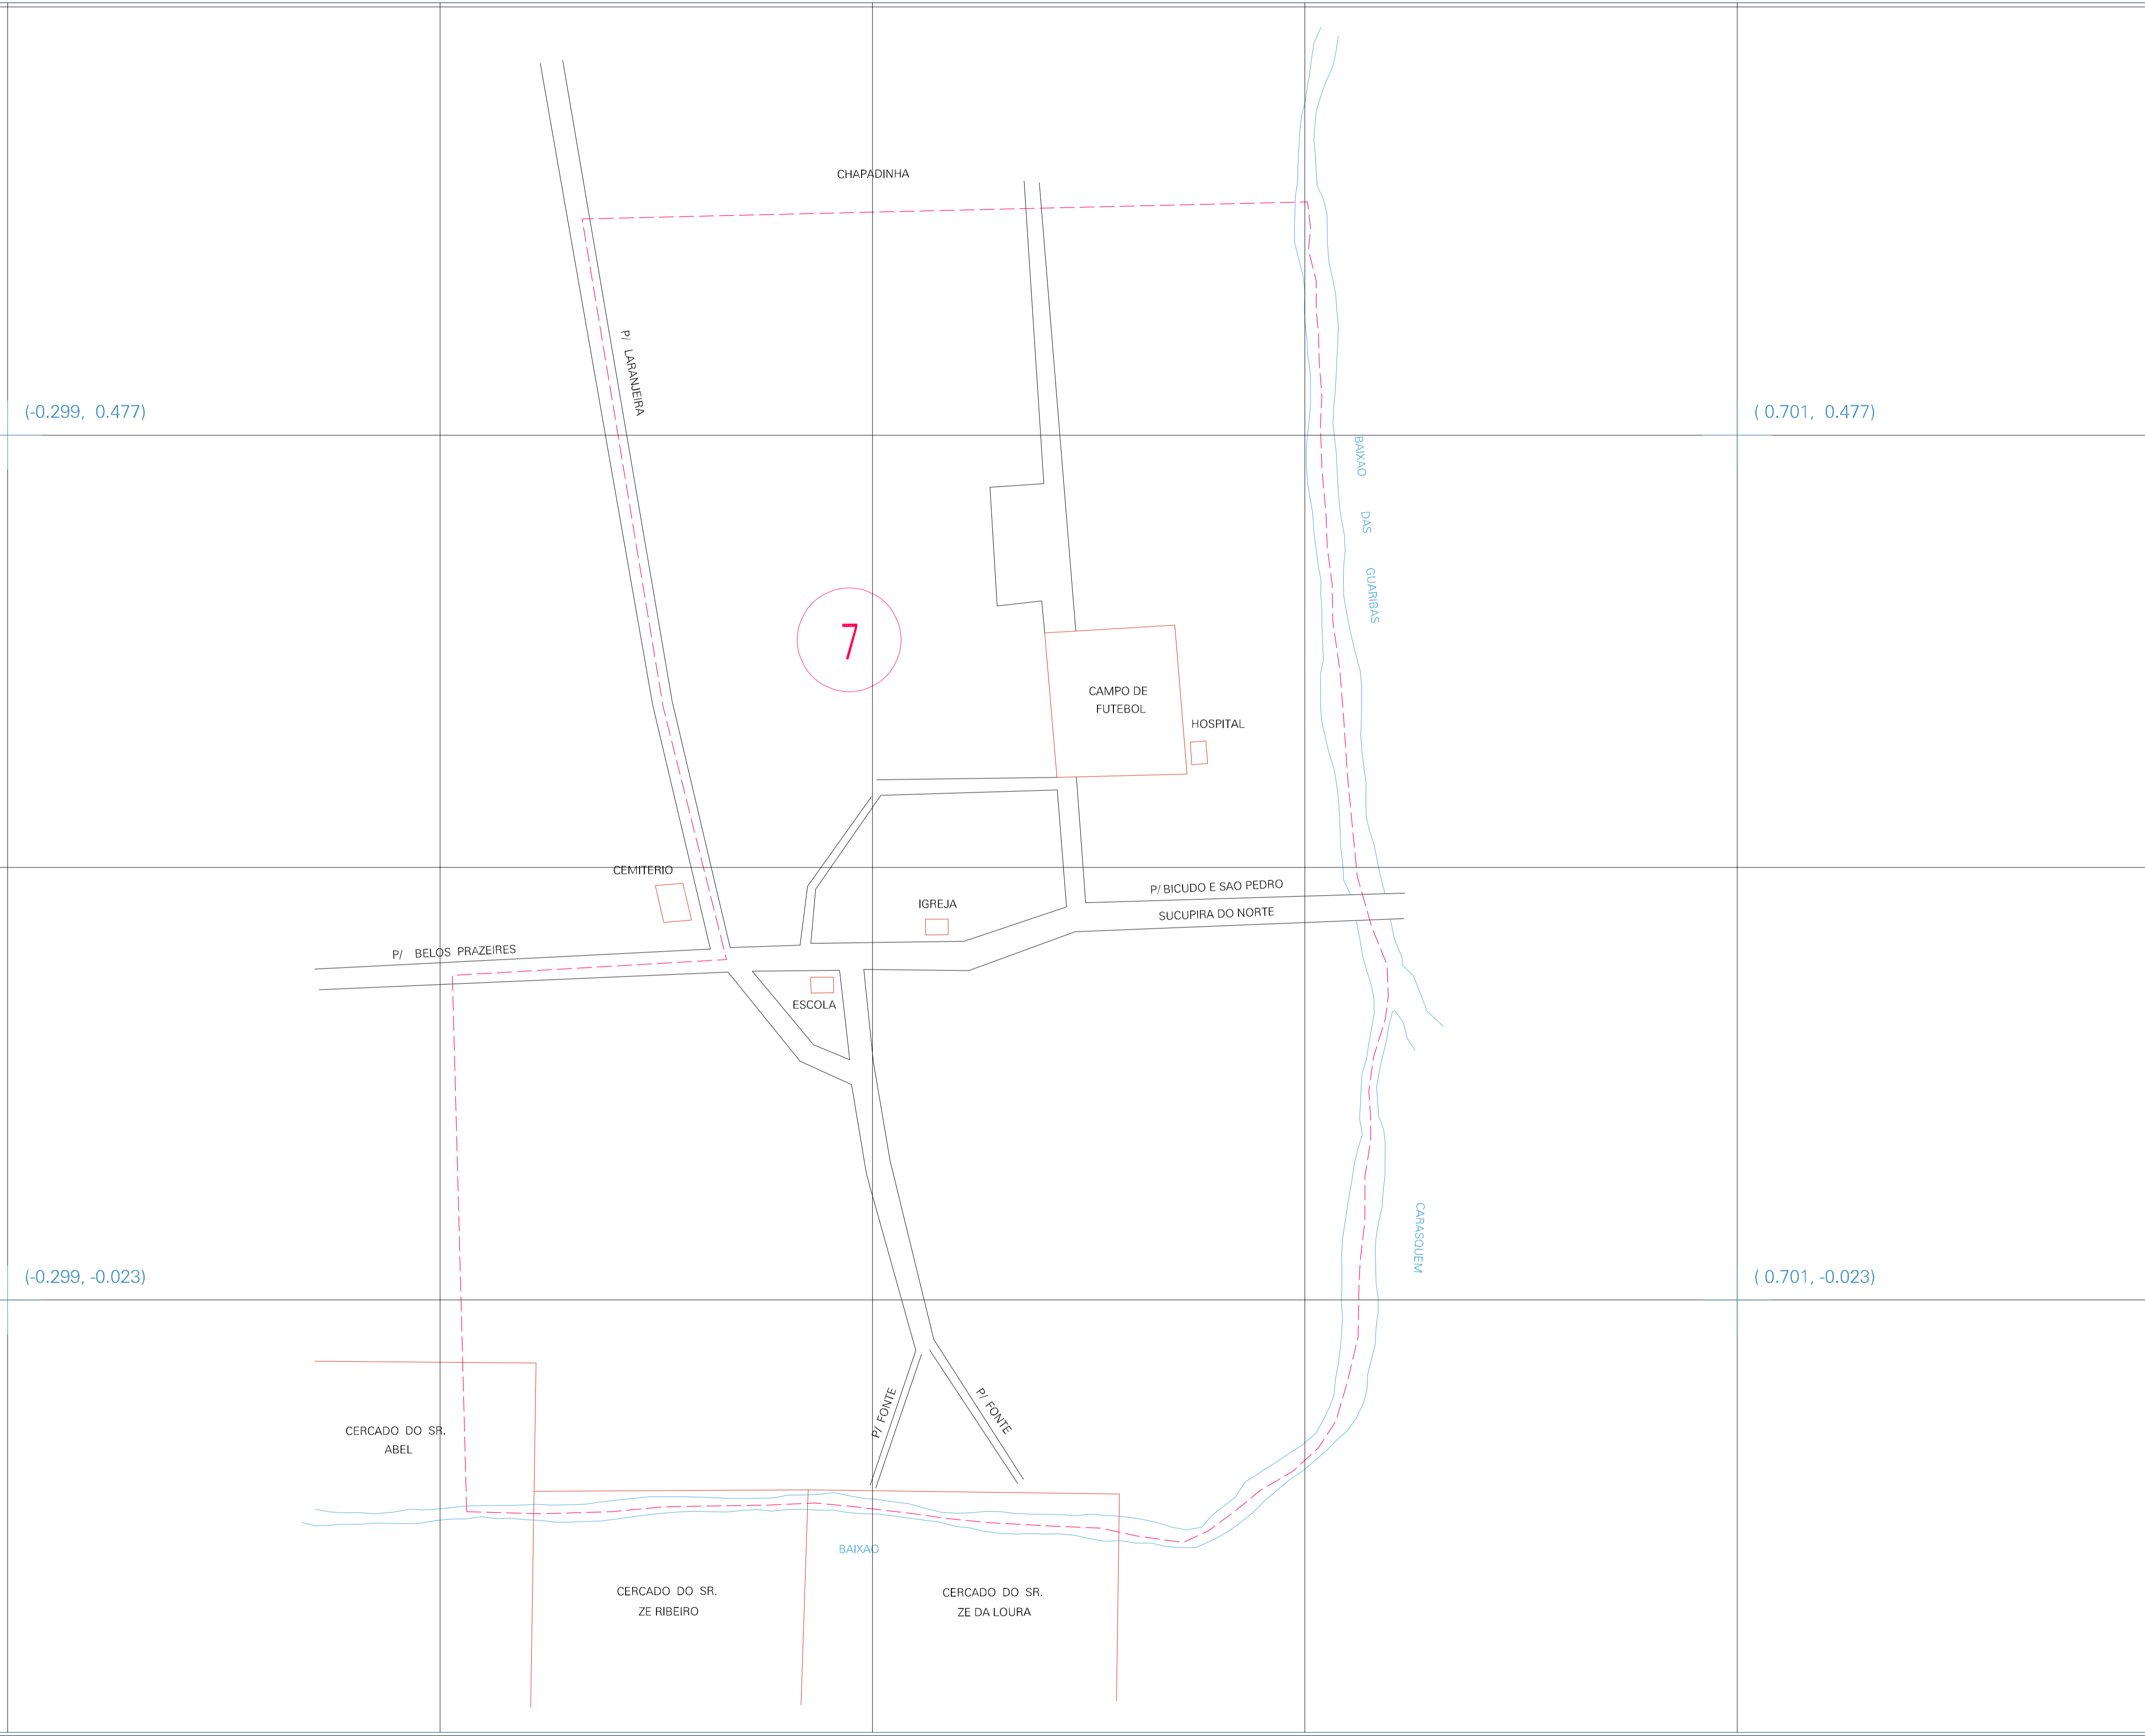 CHAPADINHA
P/ LARANJEIRA
(-0.299, 0.477)
( 0.701, 0.477)
BAIXAO DAS GUARIBAS
7
CAMPO DE
FUTEBOL
HOSPITAL
CEMITERIO
P/ BICUDO E SAO PEDRO
IGREJA
SUCUPIRA DO NORTE
P/ BELOS PRAZEIRES
ESCOLA
CARASQUEM
(-0.299, -0.023)
( 0.701, -0.023)
P/ FONTE
P/ FONTE
CERCADO DO SR.
ABEL
BAIXAO
CERCADO DO SR.
ZE RIBEIRO
CERCADO DO SR.
ZE DA LOURA